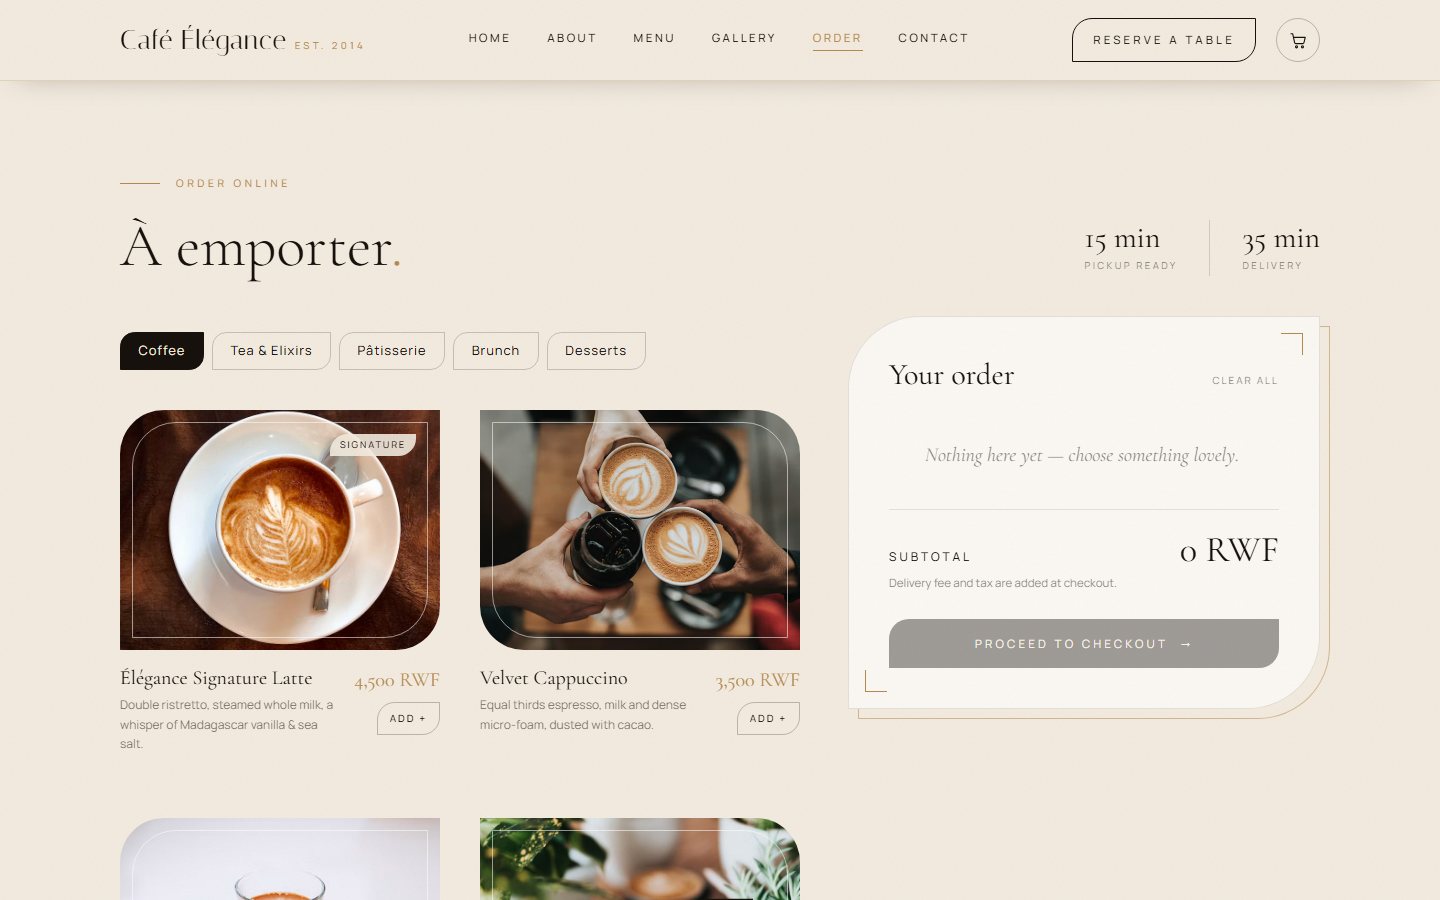 Café Élégance EST. 2014
HOME ABOUT MENU GALLERY ORDER CONTACT
RESERVE A TABLE
ORDER ONLINE
À emporter.
15 min
PICKUP READY
35 min
DELIVERY
Coffee
Tea & Elixirs
Pâtisserie
Brunch
Desserts
SIGNATURE
Élégance Signature Latte
4,500 RWF
Double ristretto, steamed whole milk, a
whisper of Madagascar vanilla & sea
salt.
ADD +
Velvet Cappuccino
3,500 RWF
Equal thirds espresso, milk and dense
micro-foam, dusted with cacao.
ADD +
Your order
CLEAR ALL
Nothing here yet — choose something lovely.
SUBTOTAL
0 RWF
Delivery fee and tax are added at checkout.
PROCEED TO CHECKOUT →